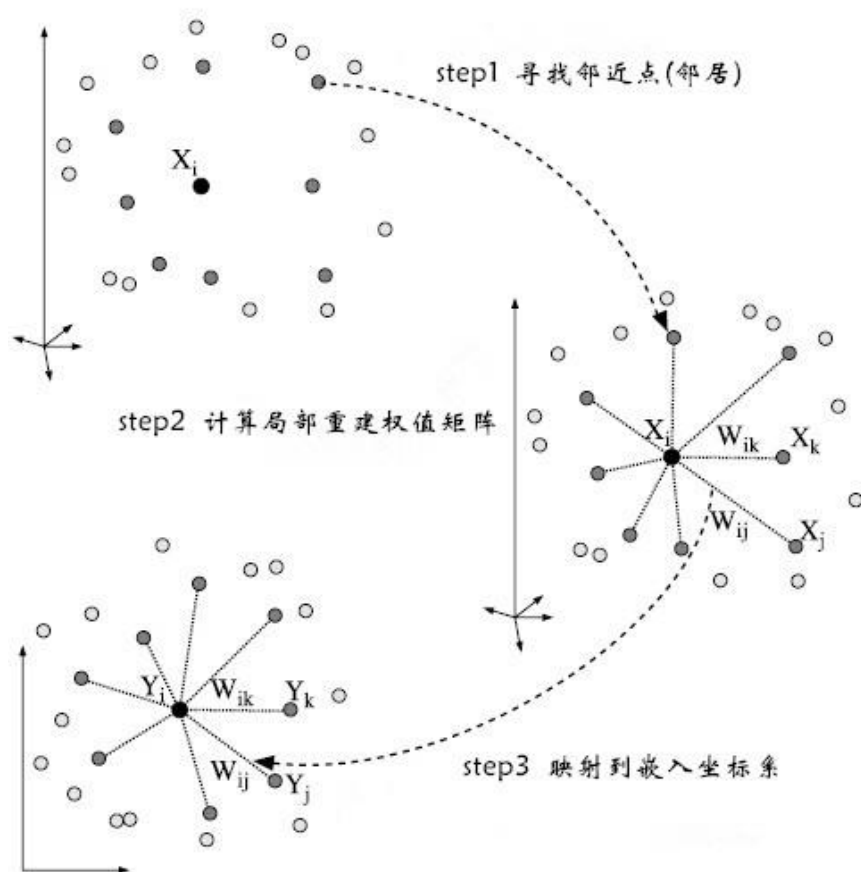 step1 寻找邻近点(邻居)
Xi
step2 计算局部重建权值矩阵
Xi Wik Xk
Wij Xj
Yi Wik Yk
Wij Yj
step3 映射到嵌入坐标系